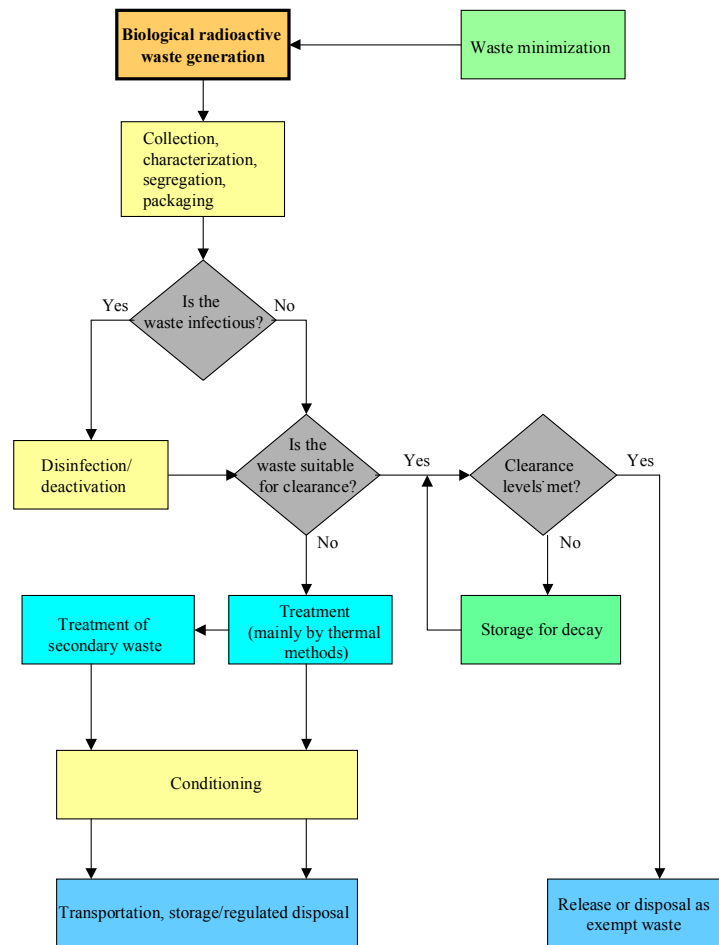 Biological radioactive
waste generation
Waste minimization
Collection,
characterization,
segregation,
packaging
Yes
Is the
waste infectious?
No
Disinfection/
deactivation
Is the
waste suitable
for clearance?
Yes
Clearance
levels met?
Yes
No
No
Treatment of
secondary waste
Treatment
(mainly by thermal
methods)
Storage for decay
Conditioning
Transportation, storage/regulated disposal
Release or disposal as
exempt waste